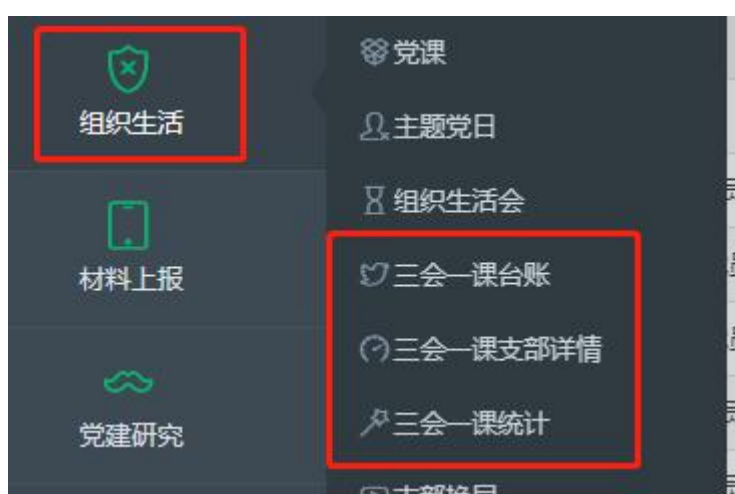 组织生活
材料上报
党建研究
党课
主题党日
组织生活会
三会一课台账
三会一课支部详情
三会一课统计